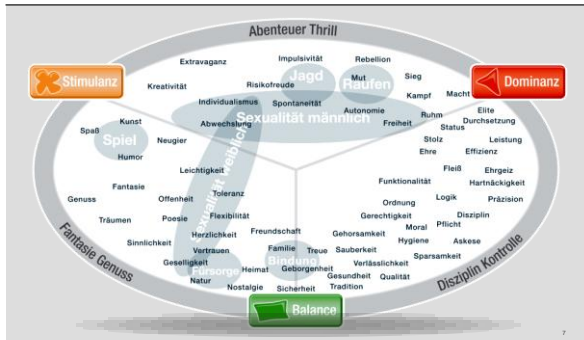 Abenteuer Thrill
Extravaganz
Impulsivität
Rebellion
Stimulanz
Jagd
Mut
Raufen
Sieg
Dominanz
Kreativität
Risikofreude
Kampf
Macht
Individualismus
Spontaneität
Autonomie
Elite
Kunst
Abwechslung
Sexualität männlich
Freiheit
Ruhm
Durchsetzung
Spaß
Status
Spiel
Neugier
Stolz
Leistung
Ehre
Effizienz
Humor
Sexualität weiblich
Leichtigkeit
Fleiß
Ehrgeiz
Fantasie
Toleranz
Funktionalität
Hartnäckigkeit
Genuss
Offenheit
Ordnung
Logik
Präzision
Träumen
Poesie
Flexibilität
Gerechtigkeit
Disziplin
Moral
Pflicht
Herzlichkeit
Freundschaft
Gehorsamkeit
Sinnlichkeit
Hygiene
Askese
Vertrauen
Familie
Treue
Sauberkeit
Sparsamkeit
Geselligkeit
Bindung
Verlässlichkeit
Fürsorge
Heimat
Geborgenheit
Natur
Gesundheit
Qualität
Nostalgie
Sicherheit
Tradition
Fantasie Genuss
Disziplin Kontrolle
Balance
7